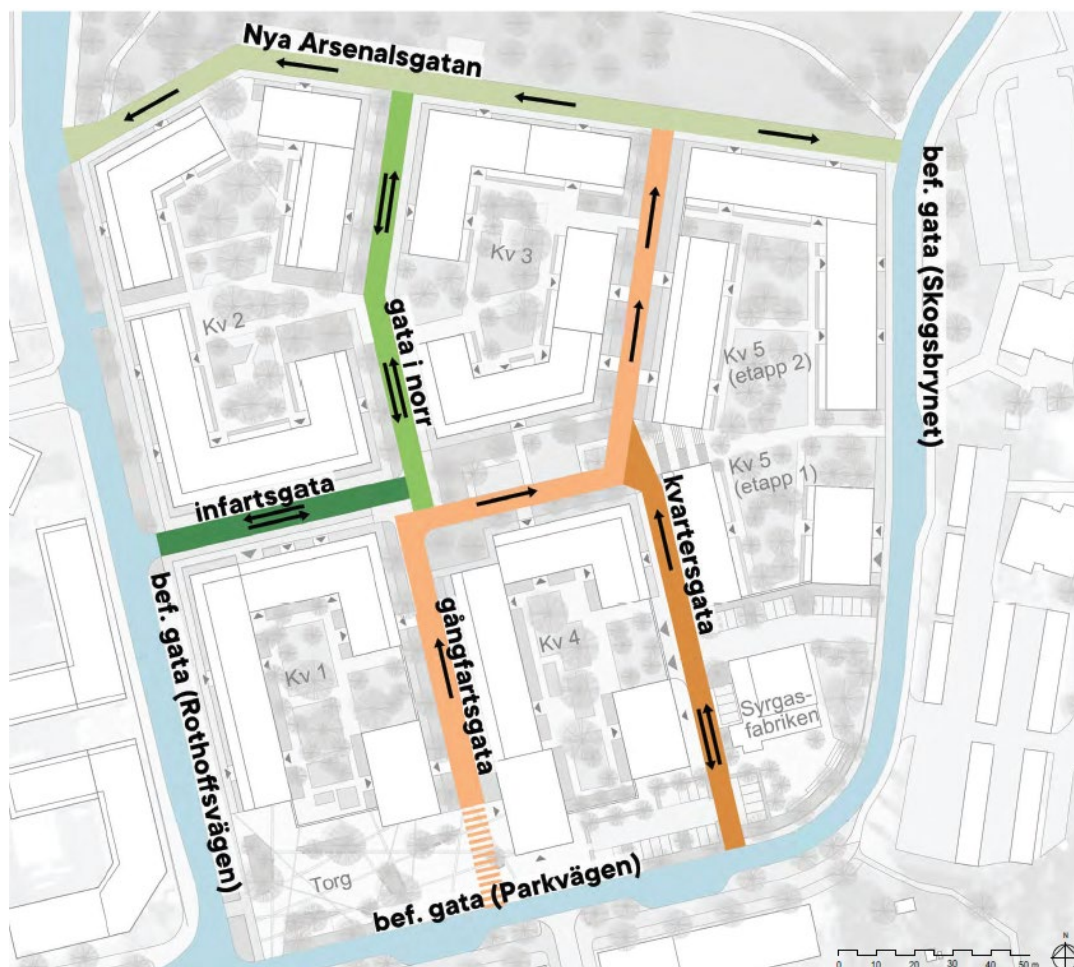 Nya Arsenalsgatan
bef. gata (Skogsbrynet)
Kv 3
gata i norr
Kv 2
Kv 5
(etapp 2)
Kv 5
(etapp 1)
infartsgata
kvartersgata
bef. gata (Rothoffsvägen)
gångfartsgata
Kv 4
Kv 1
Syrgas-
fabriken
Torg
bef. gata (Parkvägen)
N
0 10 20 30 40 50 m